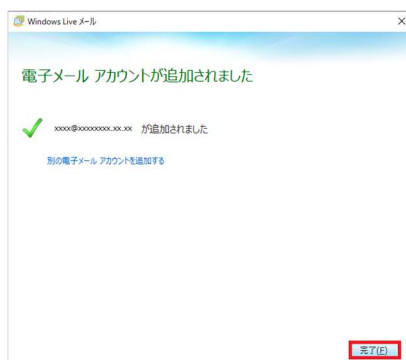 Windows Live メール
電子メール アカウントが追加されました
xxxx@xxxxxxxx.xx.xx が追加されました
別の電子メール アカウントを追加する
完了(F)